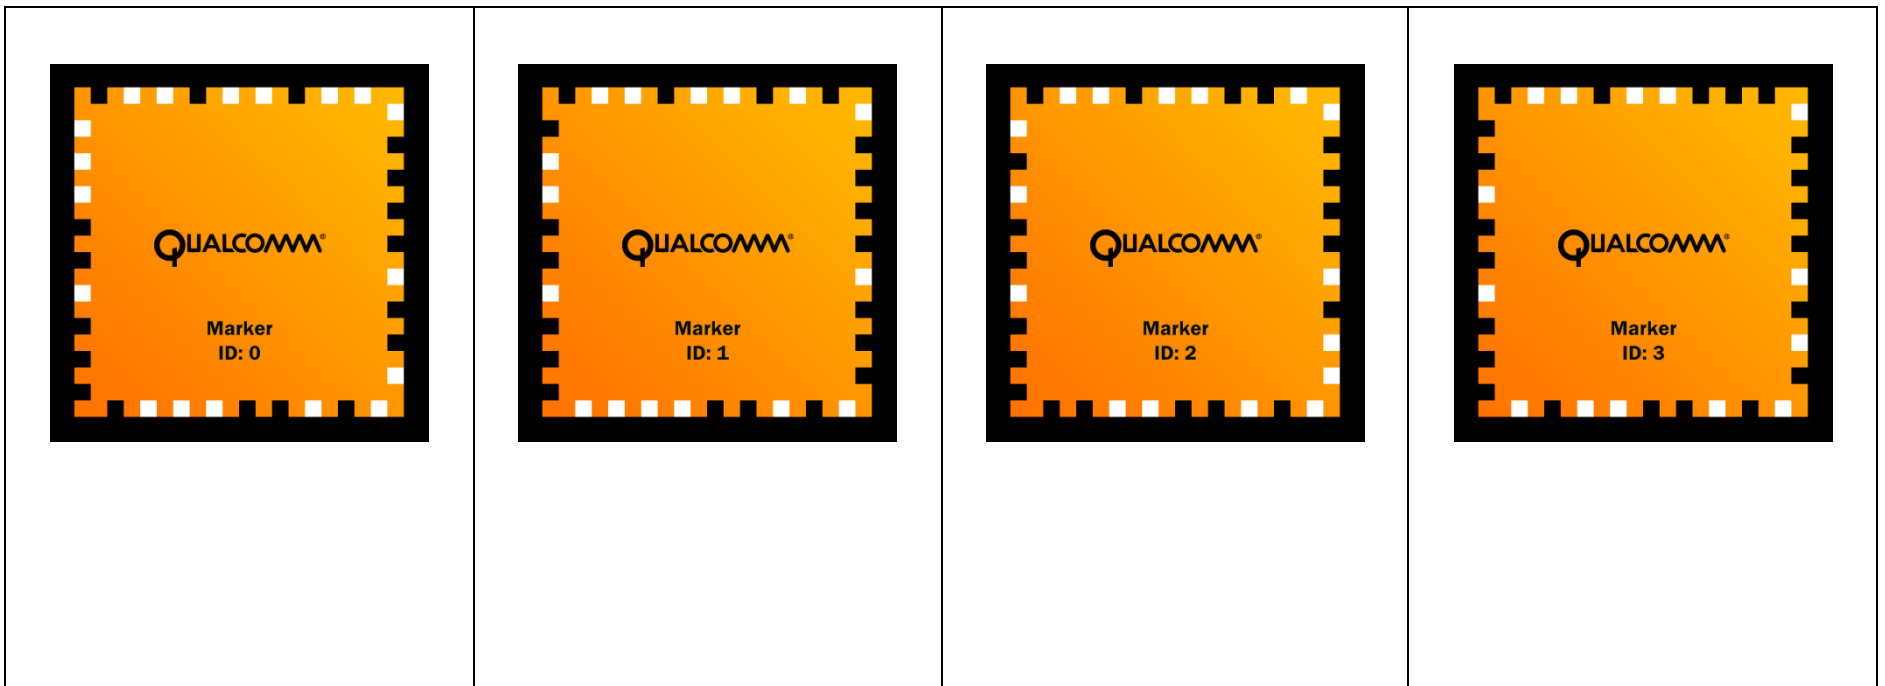 QUALCOMM®
Marker
ID: 0
QUALCOMM®
Marker
ID: 1
QUALCOMM®
Marker
ID: 2
QUALCOMM®
Marker
ID: 3